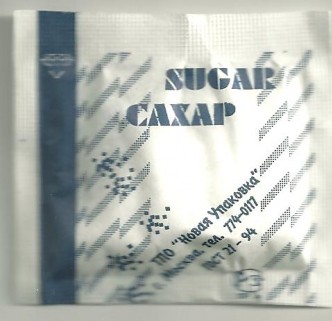 SUGAR
САХАР
ТПО "Новая Упаковка"
г. Москва, тел. 774-0117
ОСТ 21 - 94